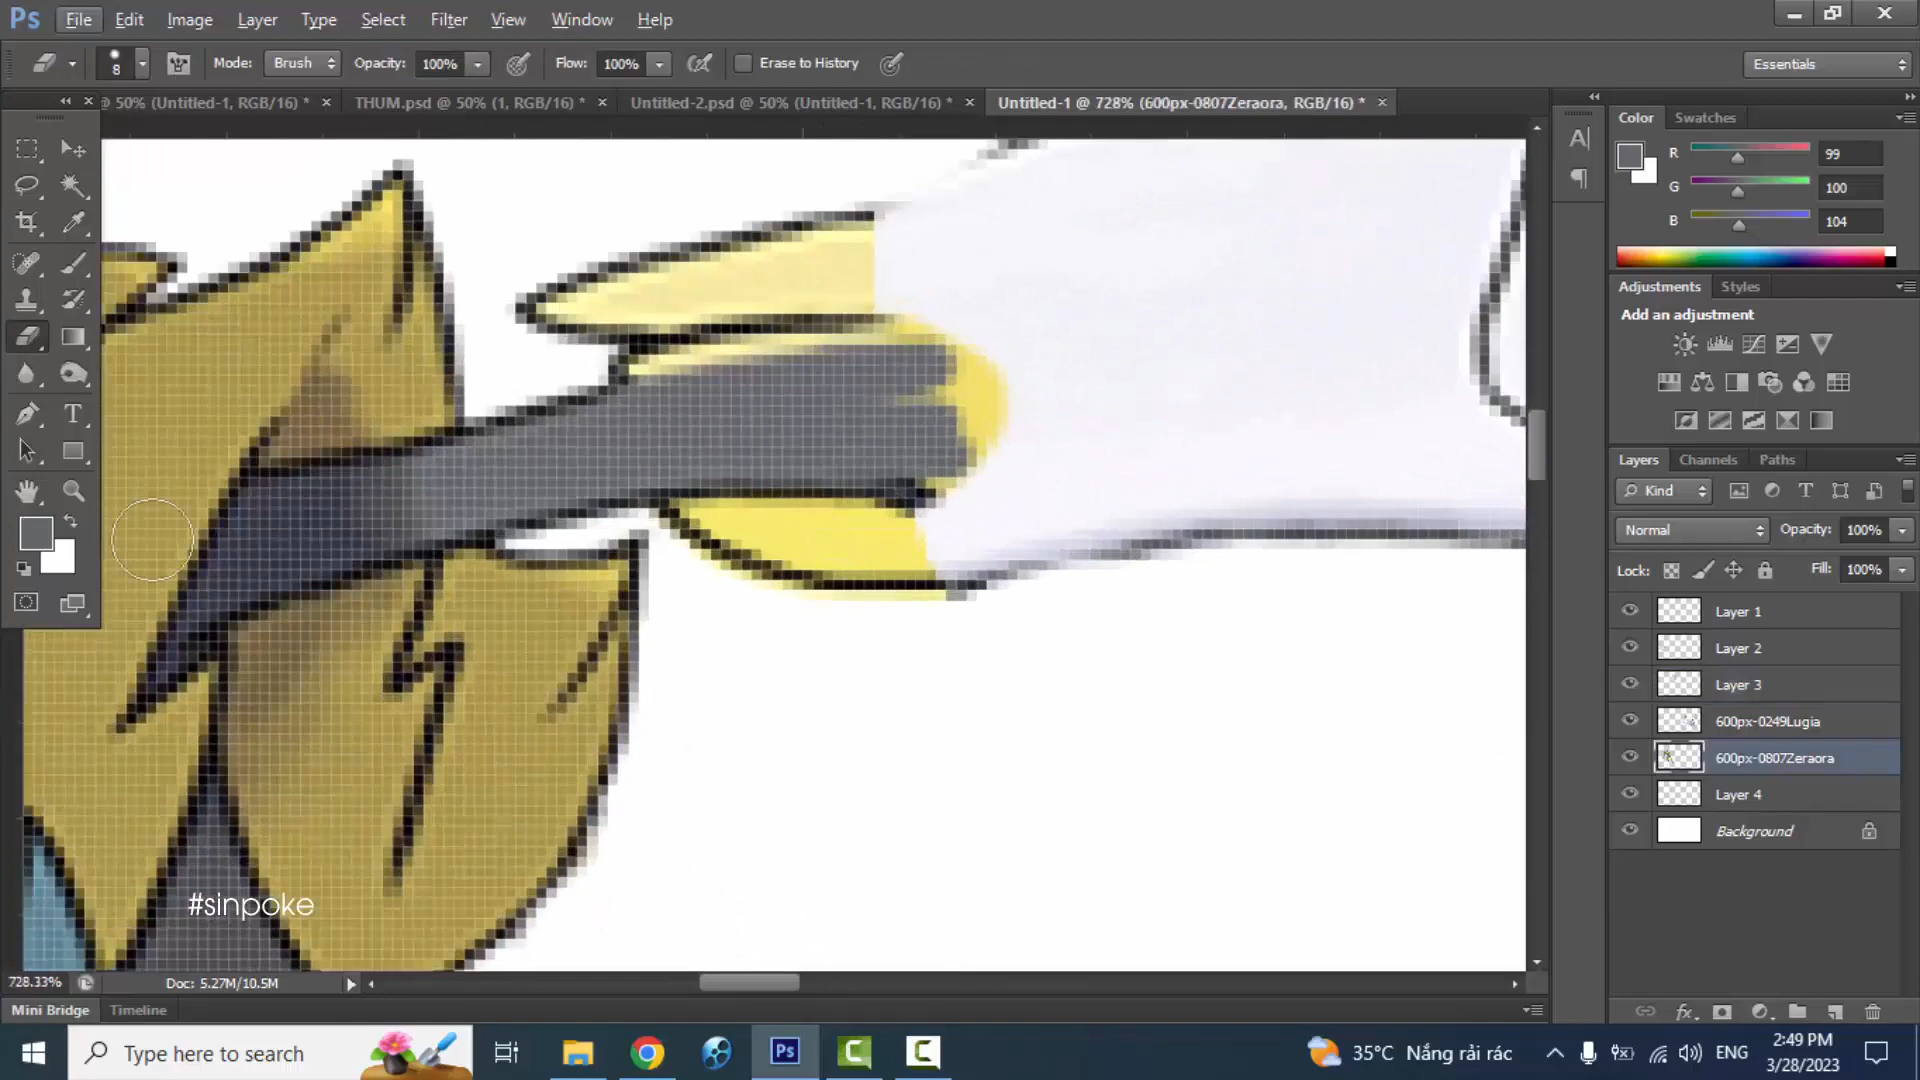 Ps File Edit Image Layer Type Select Filter View Window Help
8 Mode: Brush Opacity: 100% Flow: 100% Erase to History Essentials
@ 50% (Untitled-1, RGB/16) * THUM.psd @ 50% (1, RGB/16) * Untitled-2.psd @ 50% (Untitled-1, RGB/16) * Untitled-1 @ 728% (600px-0807Zeraora, RGB/16) *
Color Swatches
R 99
G 100
B 104
Adjustments Styles
Add an adjustment
Layers Channels Paths
Kind
Normal Opacity: 100%
Lock: Fill: 100%
Layer 1
Layer 2
Layer 3
600px-0249Lugia
600px-0807Zeraora
Layer 4
Background
#sinpoke
728.33% Doc: 5.27M/10.5M
Mini Bridge Timeline
Type here to search
35°C Nắng rải rác
ENG
2:49 PM
3/28/2023